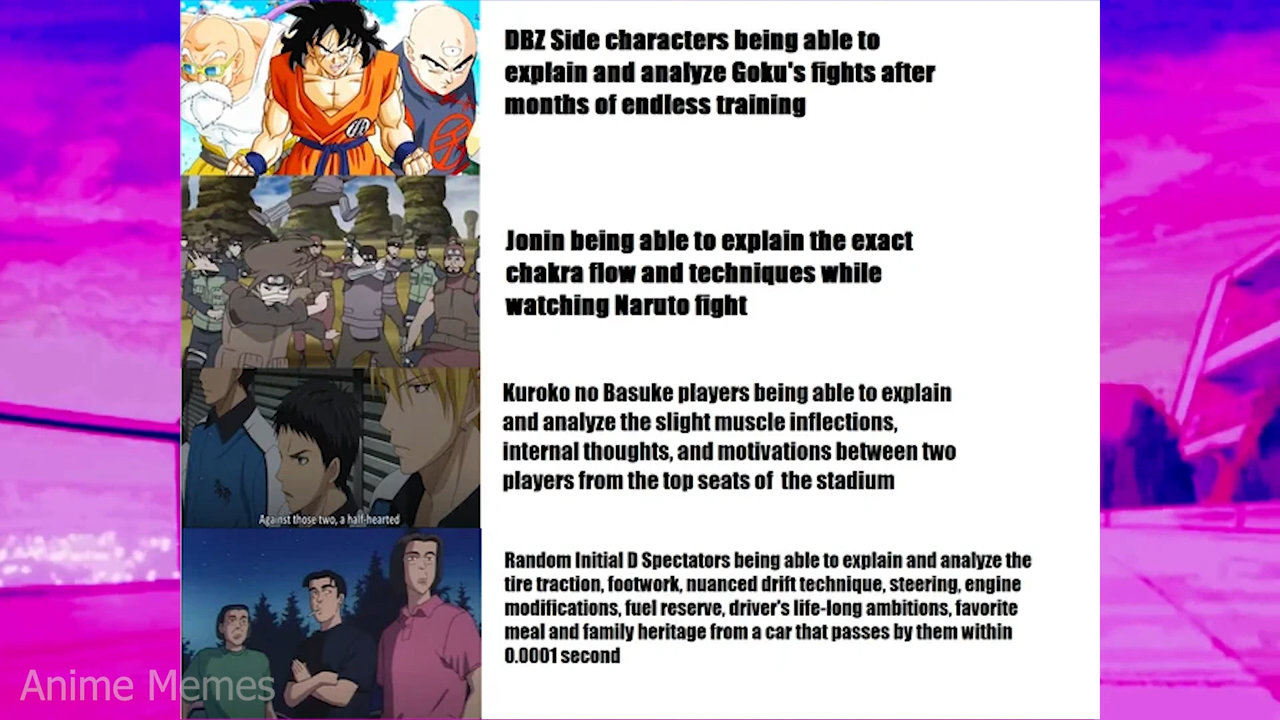 DBZ Side characters being able to
explain and analyze Goku's fights after
months of endless training
Jonin being able to explain the exact
chakra flow and techniques while
watching Naruto fight
Kuroko no Basuke players being able to explain
and analyze the slight muscle inflections,
internal thoughts, and motivations between two
players from the top seats of the stadium
Against those two, a half-hearted
Random Initial D Spectators being able to explain and analyze the
tire traction, footwork, nuanced drift technique, steering, engine
modifications, fuel reserve, driver's life-long ambitions, favorite
meal and family heritage from a car that passes by them within
0.0001 second
Anime Memes